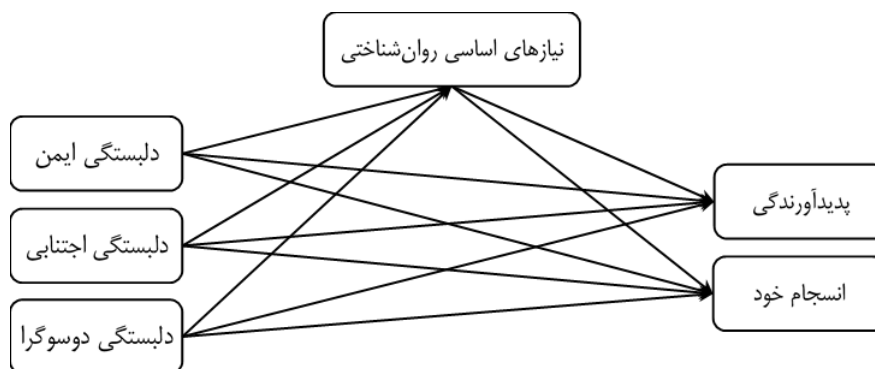 نیازهای اساسی روان‌شناختی
دلبستگی ایمن
پدیدآورندگی
دلبستگی اجتنابی
انسجام خود
دلبستگی دوسوگرا